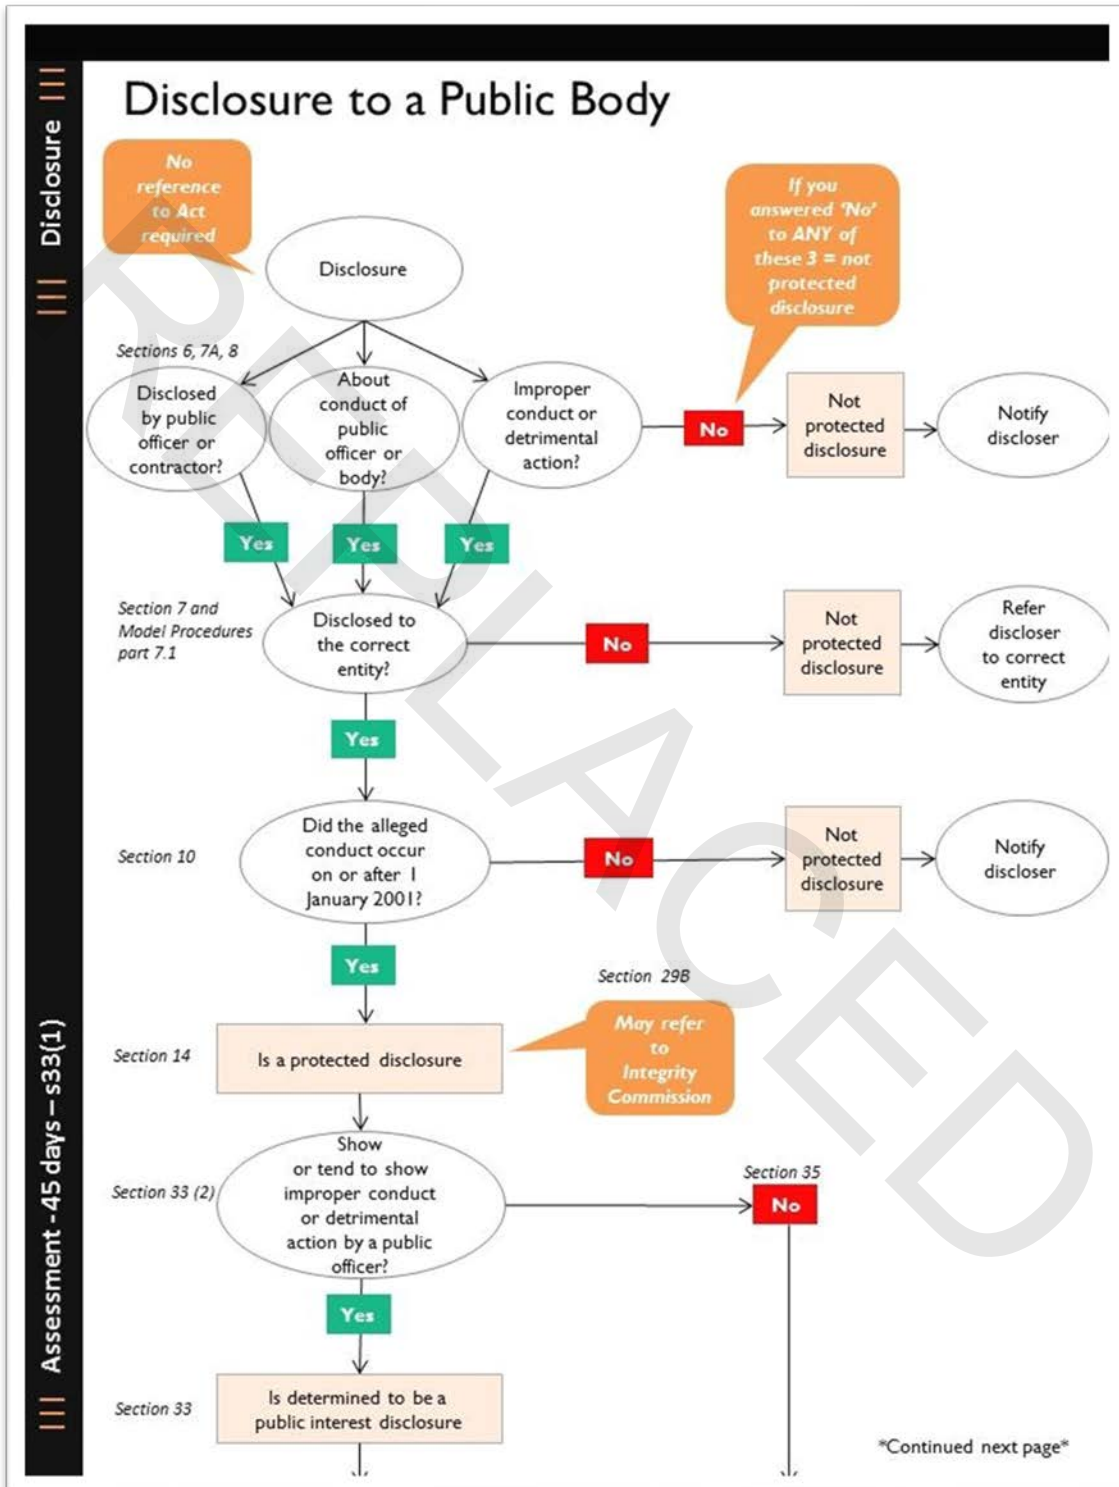 Disclosure to a Public Body
Disclosure
No
reference
to Act
required
If you
answered ‘No’
to ANY of
these 3 = not
protected
disclosure
Disclosure
Sections 6, 7A, 8
Disclosed
by public
officer or
contractor?
About
conduct of
public
officer or
body?
Improper
conduct or
detrimental
action?
No
Not
protected
disclosure
Notify
discloser
Yes
Yes
Yes
Section 7 and
Model Procedures
part 7.1
Disclosed to
the correct
entity?
No
Not
protected
disclosure
Refer
discloser
to correct
entity
Yes
Section 10
Did the alleged
conduct occur
on or after 1
January 2001?
No
Not
protected
disclosure
Notify
discloser
Yes
Section 29B
May refer
to
Integrity
Commission
Section 14
Is a protected disclosure
Assessment -45 days – s33(1)
Section 33 (2)
Show
or tend to show
improper conduct
or detrimental
action by a public
officer?
Section 35
No
Yes
Section 33
Is determined to be a
public interest disclosure
*Continued next page*
REPLACED